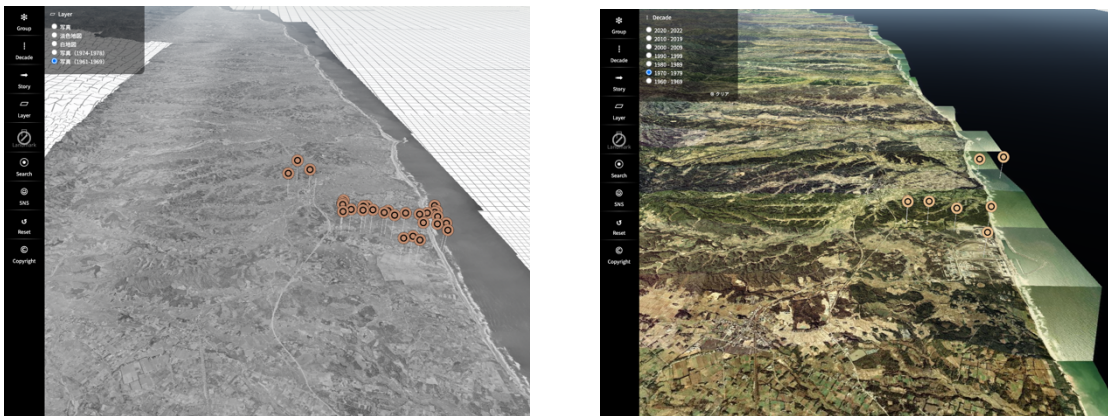 Group
Decade
Story
Layer
Landmark
Search
SNS
Reset
Copyright
Layer
写真
淡色地図
白地図
写真（1974-1978）
写真（1961-1969）
Group
Decade
Story
Layer
Landmark
Search
SNS
Reset
Copyright
Decade
2020 - 2022
2010 - 2019
2000 - 2009
1990 - 1999
1980 - 1989
1970 - 1979
1960 - 1969
クリア